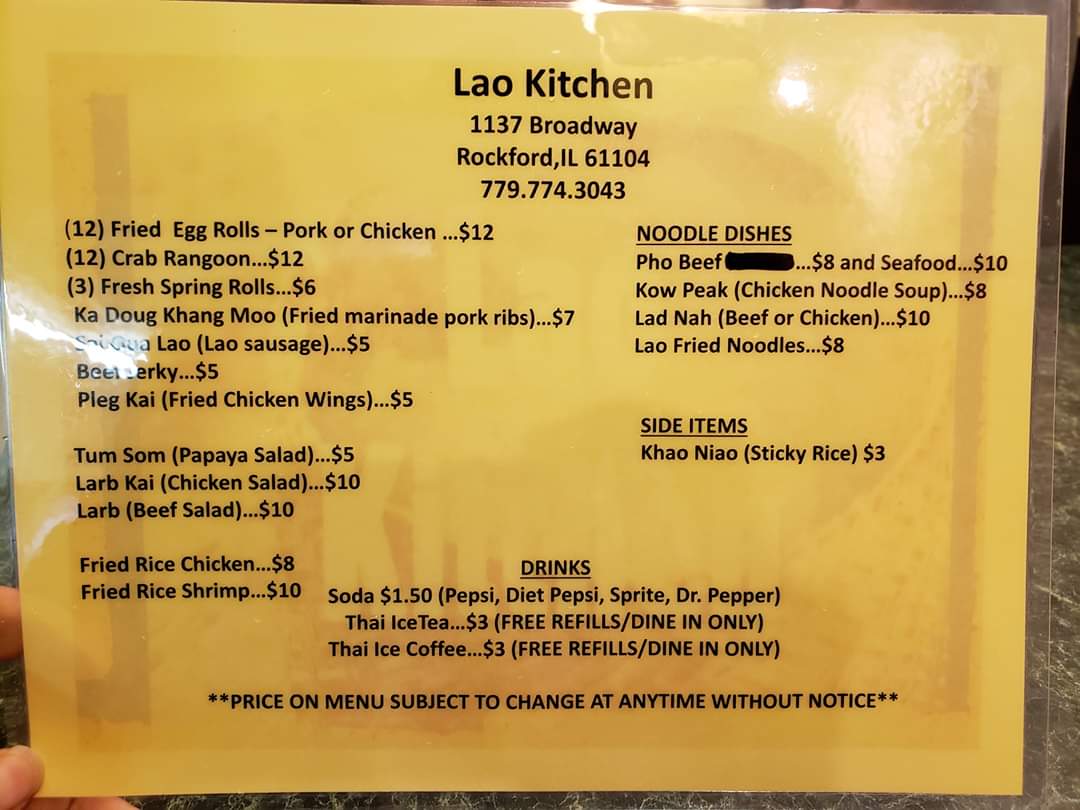 Lao Kitchen
1137 Broadway
Rockford,IL 61104
779.774.3043
(12) Fried Egg Rolls – Pork or Chicken ...$12
(12) Crab Rangoon...$12
(3) Fresh Spring Rolls...$6
Ka Doug Khang Moo (Fried marinade pork ribs)...$7
Lao (Lao sausage)...$5
Beef Jerky...$5
Pleg Kai (Fried Chicken Wings)...$5
Tum Som (Papaya Salad)...$5
Larb Kai (Chicken Salad)...$10
Larb (Beef Salad)...$10
Fried Rice Chicken...$8
Fried Rice Shrimp...$10
NOODLE DISHES
Pho Beef ...$8 and Seafood...$10
Kow Peak (Chicken Noodle Soup)...$8
Lad Nah (Beef or Chicken)...$10
Lao Fried Noodles...$8
SIDE ITEMS
Khao Niao (Sticky Rice) $3
DRINKS
Soda $1.50 (Pepsi, Diet Pepsi, Sprite, Dr. Pepper)
Thai IceTea...$3 (FREE REFILLS/DINE IN ONLY)
Thai Ice Coffee...$3 (FREE REFILLS/DINE IN ONLY)
**PRICE ON MENU SUBJECT TO CHANGE AT ANYTIME WITHOUT NOTICE**